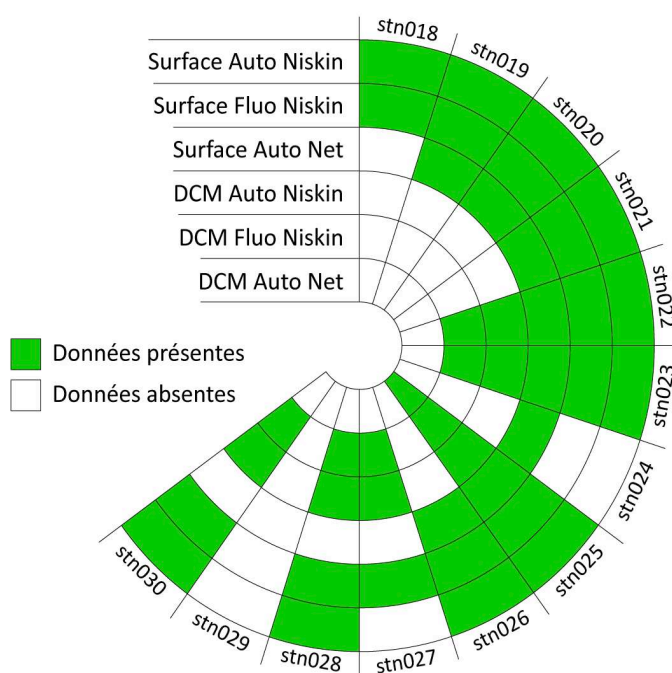 Surface Auto Niskin
Surface Fluo Niskin
Surface Auto Net
DCM Auto Niskin
DCM Fluo Niskin
DCM Auto Net
Données présentes
Données absentes
stn018
stn019
stn020
stn021
stn022
stn023
stn024
stn025
stn026
stn027
stn028
stn029
stn030